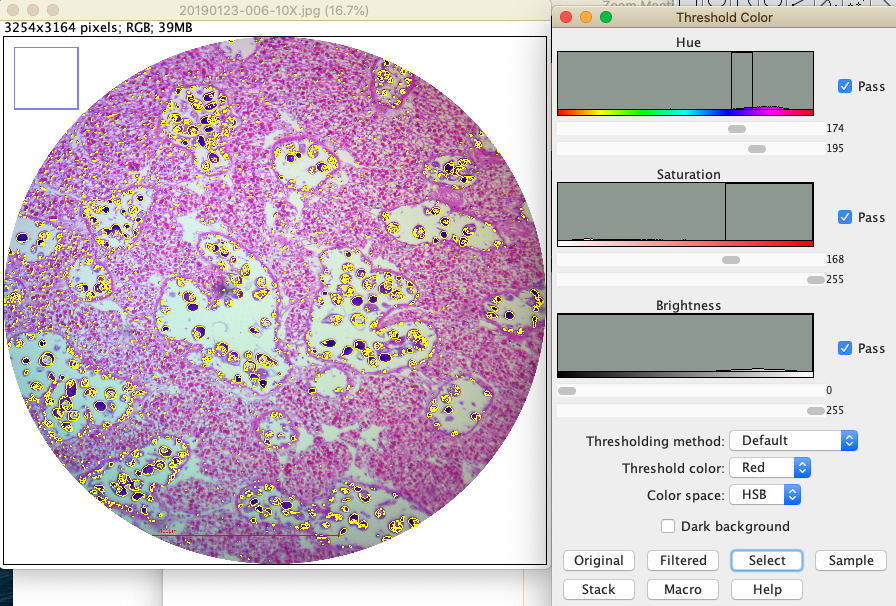 20190123-006-10X.jpg (16.7%)
3254x3164 pixels; RGB; 39MB
Zoom Meeti
Threshold Color
Hue
Pass
174
195
Saturation
Pass
168
255
Brightness
Pass
0
255
Thresholding method: Default
Threshold color: Red
Color space: HSB
Dark background
Original Filtered Select Sample
Stack Macro Help